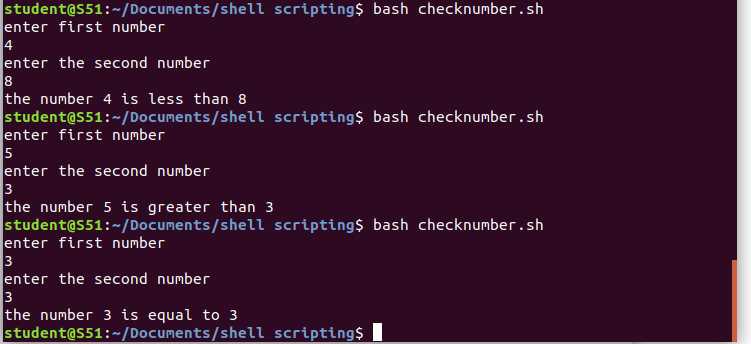 student@S51:~/Documents/shell scripting$ bash checknumber.sh
enter first number
4
enter the second number
8
the number 4 is less than 8
student@S51:~/Documents/shell scripting$ bash checknumber.sh
enter first number
5
enter the second number
3
the number 5 is greater than 3
student@S51:~/Documents/shell scripting$ bash checknumber.sh
enter first number
3
enter the second number
3
the number 3 is equal to 3
student@S51:~/Documents/shell scripting$